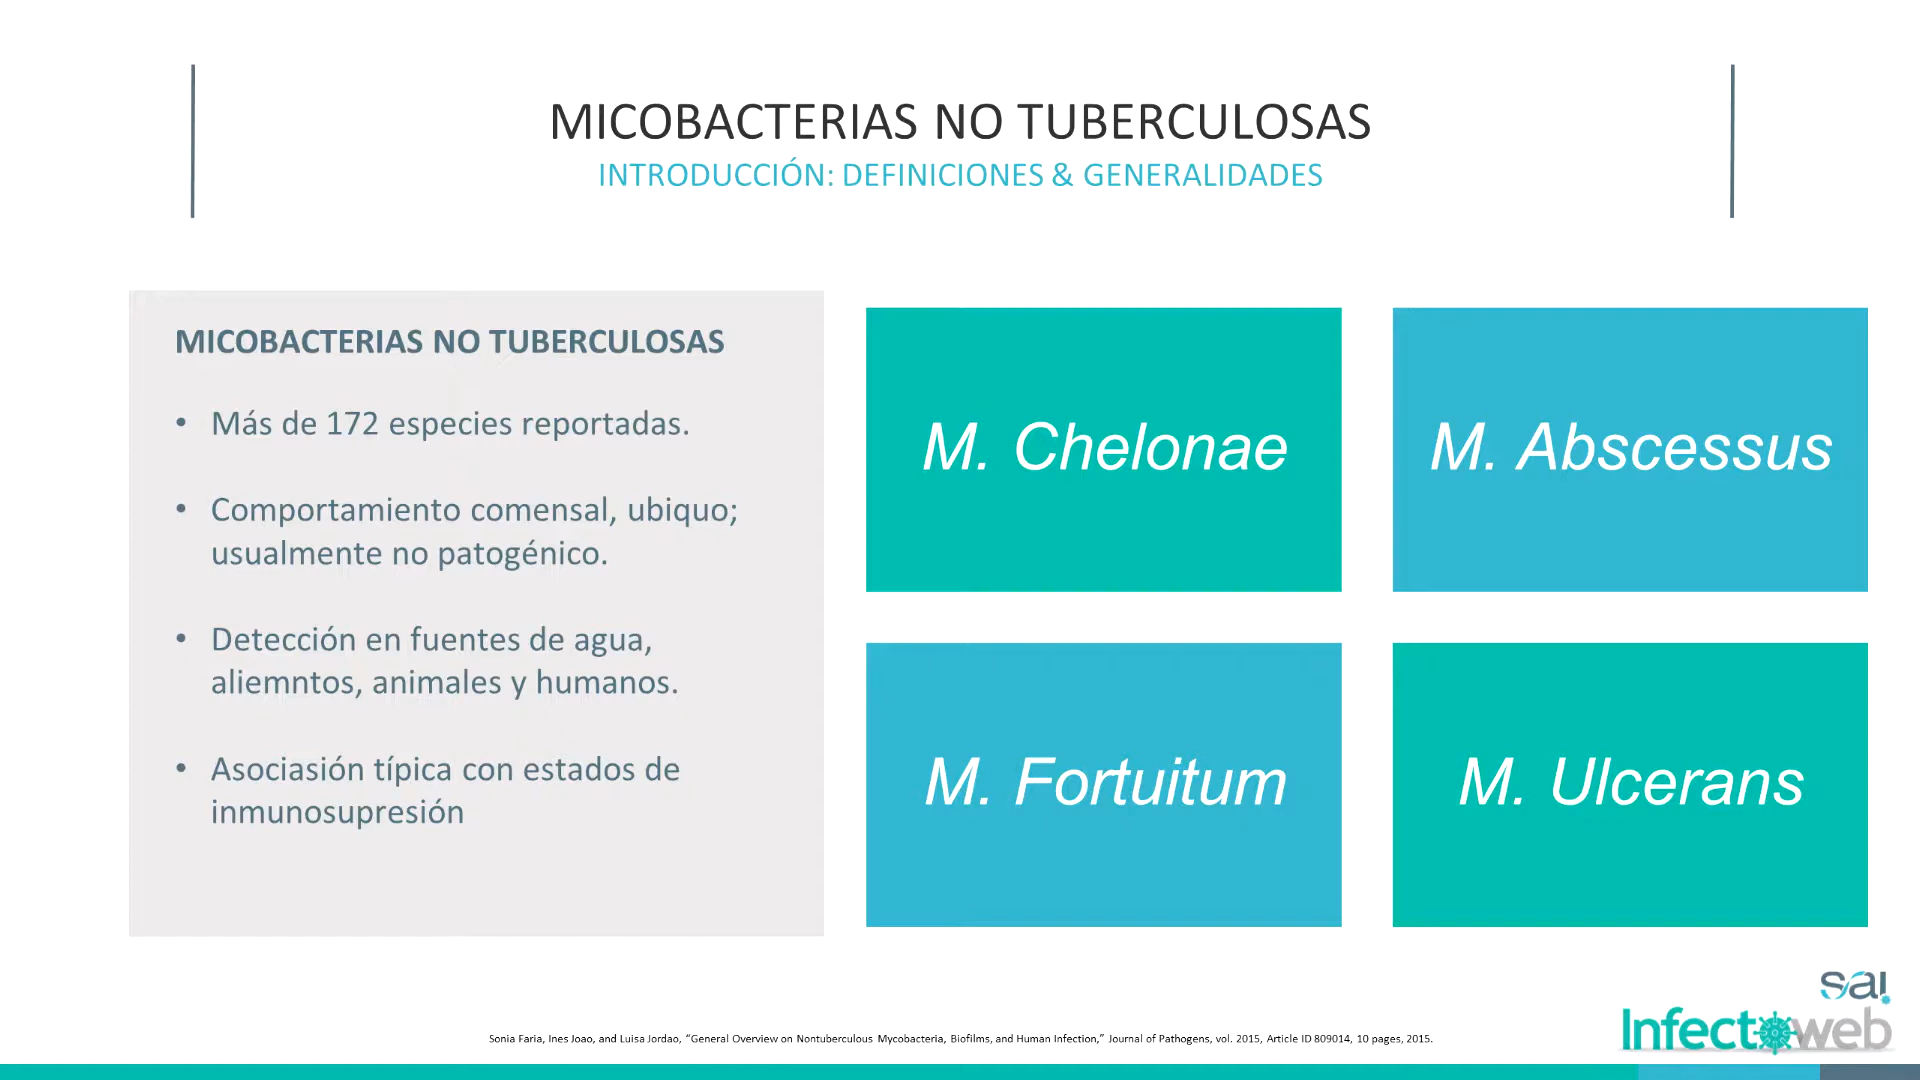 MICOBACTERIAS NO TUBERCULOSAS
INTRODUCCIÓN: DEFINICIONES & GENERALIDADES
MICOBACTERIAS NO TUBERCULOSAS
• Más de 172 especies reportadas.
• Comportamiento comensal, ubiquo;
usualmente no patogénico.
• Detección en fuentes de agua,
aliemntos, animales y humanos.
• Asociasión típica con estados de
inmunosupresión
M. Chelonae
M. Abscessus
M. Fortuitum
M. Ulcerans
Sonia Faria, Ines Joao, and Luisa Jordao, “General Overview on Nontuberculous Mycobacteria, Biofilms, and Human Infection,” Journal of Pathogens, vol. 2015, Article ID 809014, 10 pages, 2015.
sai
Infectoweb